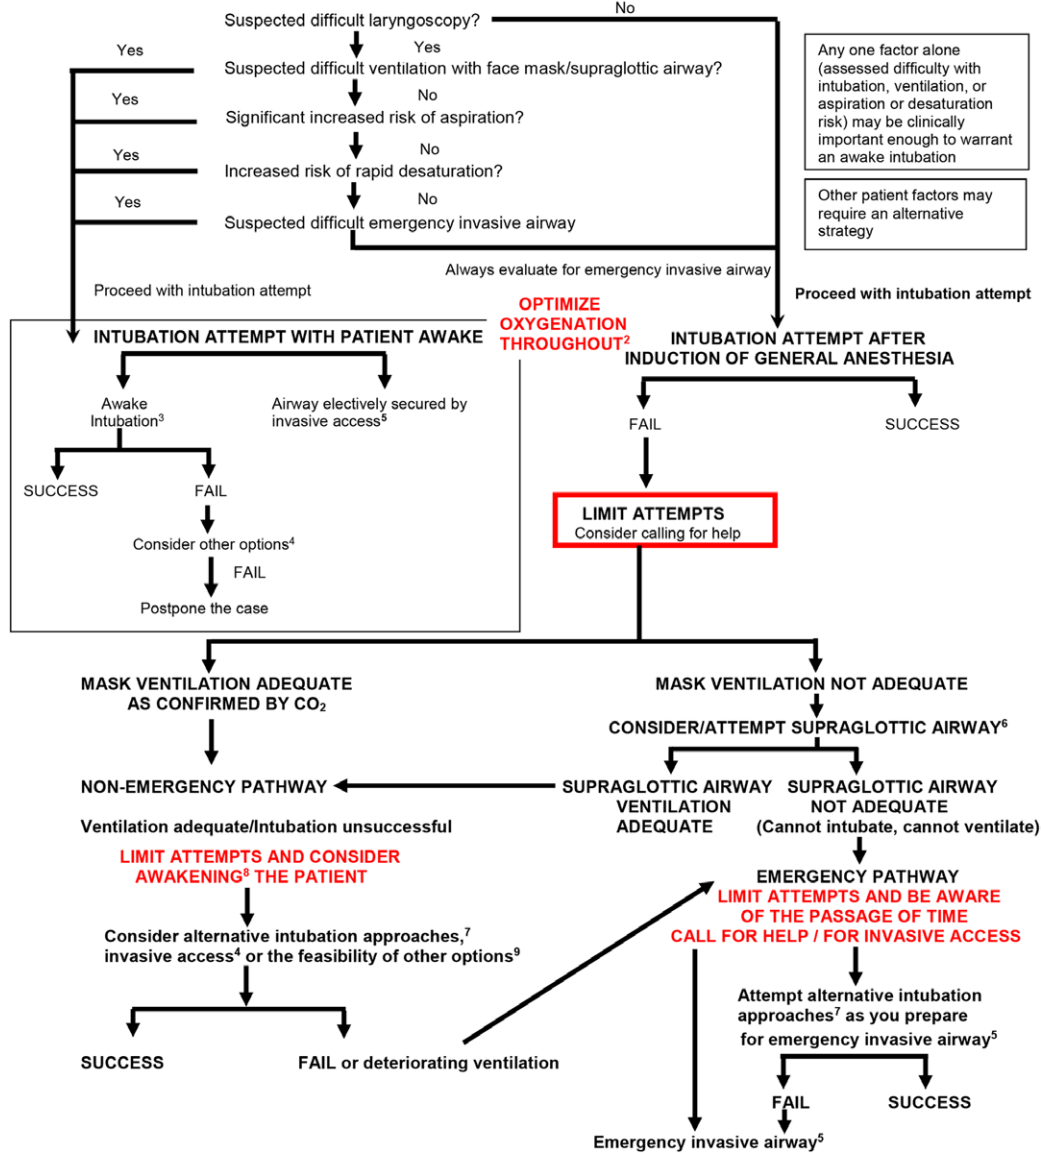 Suspected difficult laryngoscopy?
No
Yes
Yes
Suspected difficult ventilation with face mask/supraglottic airway?
No
Yes
Significant increased risk of aspiration?
No
Yes
Increased risk of rapid desaturation?
No
Yes
Suspected difficult emergency invasive airway
Any one factor alone
(assessed difficulty with
intubation, ventilation, or
aspiration or desaturation
risk) may be clinically
important enough to warrant
an awake intubation
Other patient factors may
require an alternative
strategy
Always evaluate for emergency invasive airway
Proceed with intubation attempt
Proceed with intubation attempt
OPTIMIZE
OXYGENATION
THROUGHOUT²
INTUBATION ATTEMPT WITH PATIENT AWAKE
Awake
Intubation³
Airway electively secured by
invasive access⁵
SUCCESS
FAIL
Consider other options⁴
FAIL
Postpone the case
INTUBATION ATTEMPT AFTER
INDUCTION OF GENERAL ANESTHESIA
FAIL
SUCCESS
LIMIT ATTEMPTS
Consider calling for help
MASK VENTILATION ADEQUATE
AS CONFIRMED BY CO₂
MASK VENTILATION NOT ADEQUATE
CONSIDER/ATTEMPT SUPRAGLOTTIC AIRWAY⁶
NON-EMERGENCY PATHWAY
SUPRAGLOTTIC AIRWAY
VENTILATION
ADEQUATE
SUPRAGLOTTIC AIRWAY
NOT ADEQUATE
(Cannot intubate, cannot ventilate)
Ventilation adequate/Intubation unsuccessful
LIMIT ATTEMPTS AND CONSIDER
AWAKENING⁸ THE PATIENT
Consider alternative intubation approaches,⁷
invasive access⁴ or the feasibility of other options⁹
SUCCESS
FAIL or deteriorating ventilation
EMERGENCY PATHWAY
LIMIT ATTEMPTS AND BE AWARE
OF THE PASSAGE OF TIME
CALL FOR HELP / FOR INVASIVE ACCESS
Attempt alternative intubation
approaches⁷ as you prepare
for emergency invasive airway⁵
FAIL
SUCCESS
Emergency invasive airway⁵